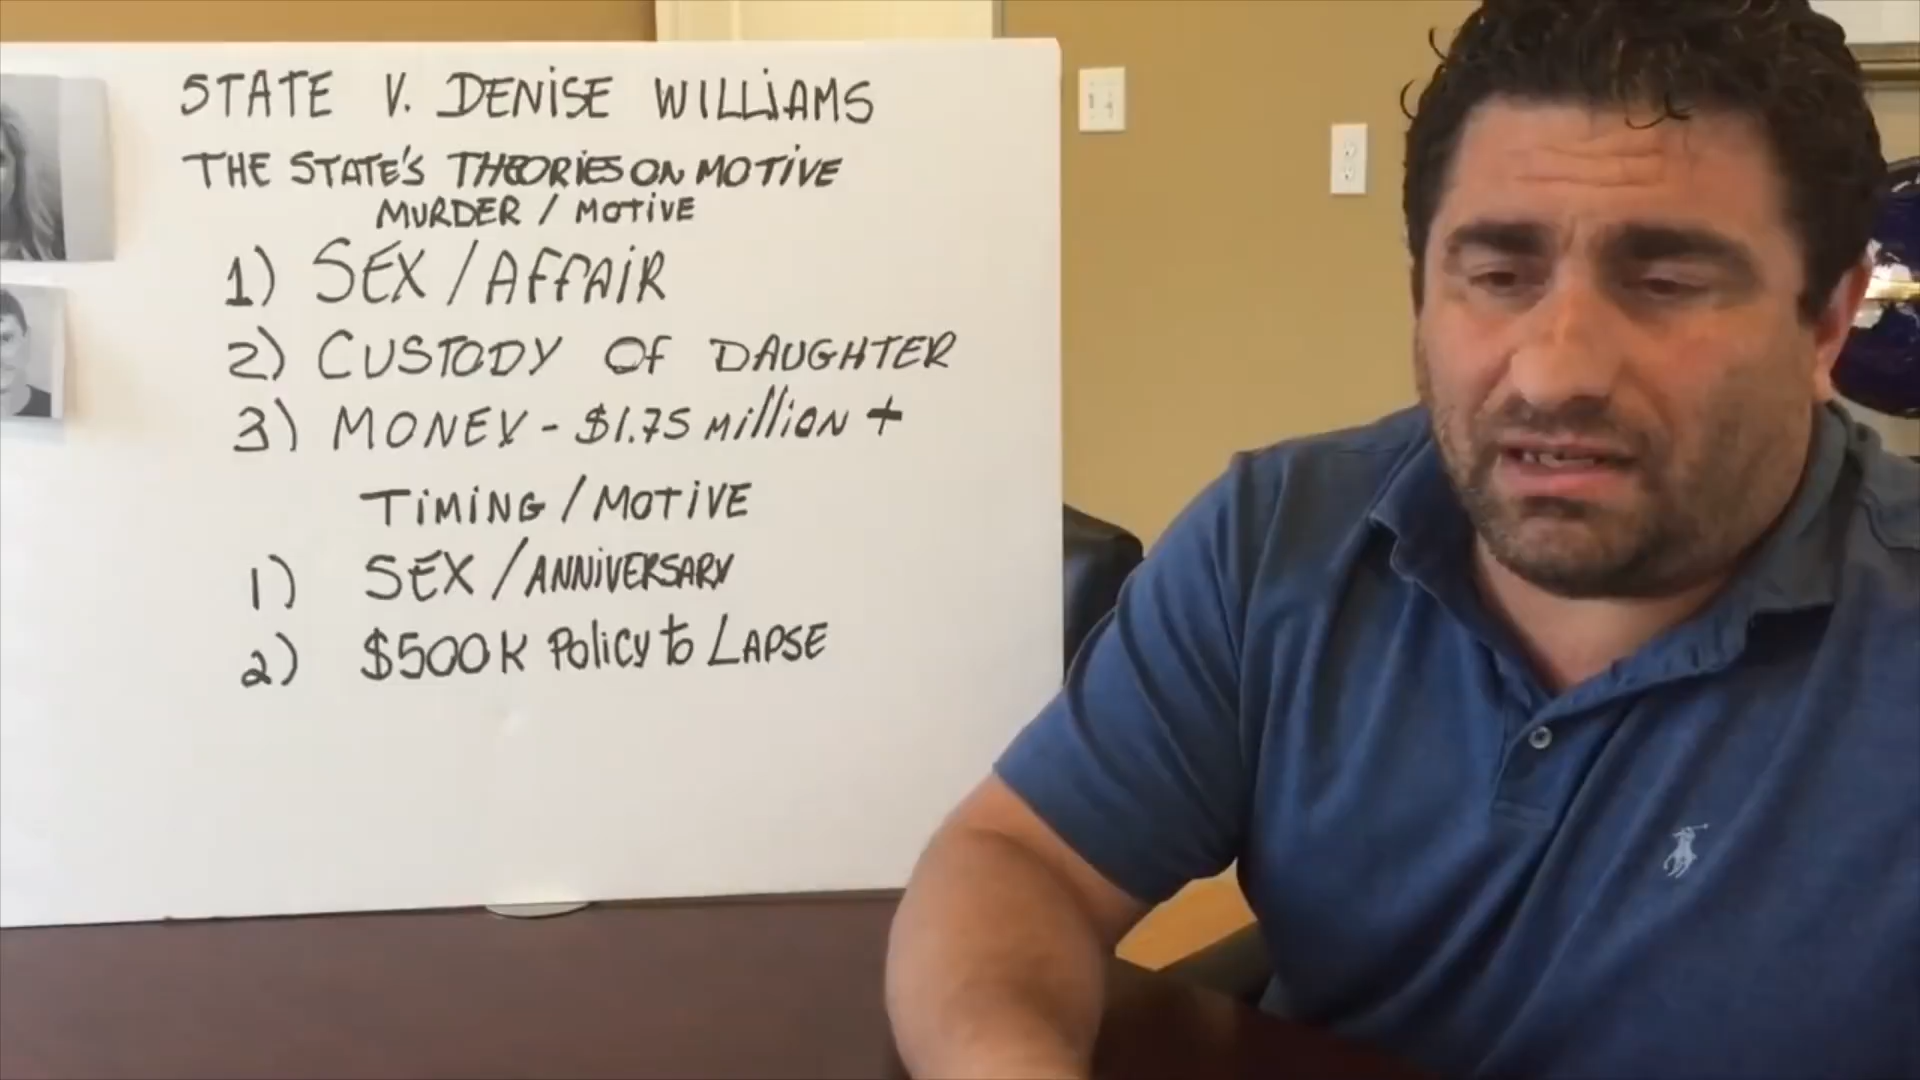 STATE V. DENISE WILLIAMS
THE STATE'S THEORIES ON MOTIVE
MURDER / MOTIVE
1) SEX / AFFAIR
2) CUSTODY OF DAUGHTER
3) MONEY - $1.75 Million +
TIMING / MOTIVE
1) SEX / ANNIVERSARY
2) $500K Policy to LAPSE